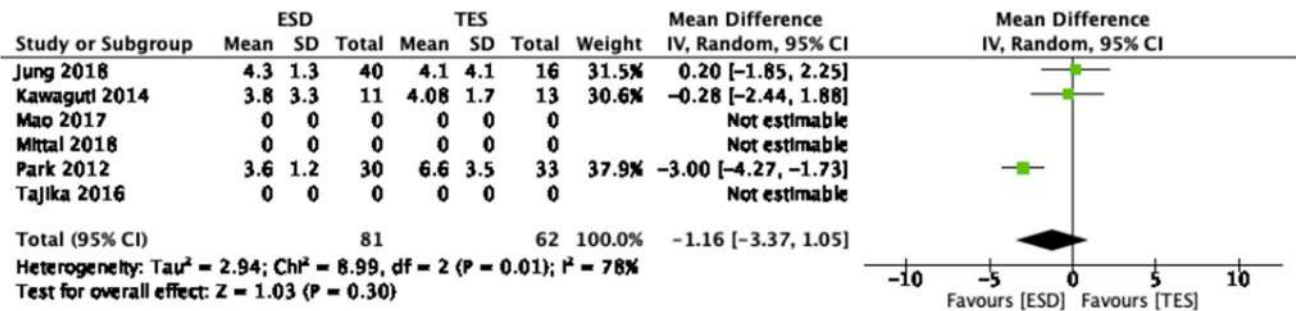 ESD TES Mean Difference Mean Difference
Study or Subgroup Mean SD Total Mean SD Total Weight IV, Random, 95% CI IV, Random, 95% CI
Jung 2018 4.3 1.3 40 4.1 4.1 16 31.5% 0.20 [−1.85, 2.25]
Kawaguti 2014 3.8 3.3 11 4.08 1.7 13 30.6% −0.28 [−2.44, 1.88]
Mao 2017 0 0 0 0 0 0 Not estimable
Mittal 2018 0 0 0 0 0 0 Not estimable
Park 2012 3.6 1.2 30 6.6 3.5 33 37.9% −3.00 [−4.27, −1.73]
Tajika 2016 0 0 0 0 0 0 Not estimable
Total (95% CI) 81 62 100.0% −1.16 [−3.37, 1.05]
Heterogeneity: Tau² = 2.94; Chi² = 8.99, df = 2 (P = 0.01); I² = 78%
Test for overall effect: Z = 1.03 (P = 0.30)
−10 −5 0 5 10
Favours [ESD] Favours [TES]